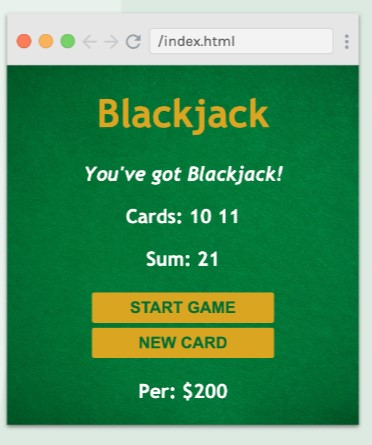 /index.html
Blackjack
You've got Blackjack!
Cards: 10 11
Sum: 21
START GAME
NEW CARD
Per: $200